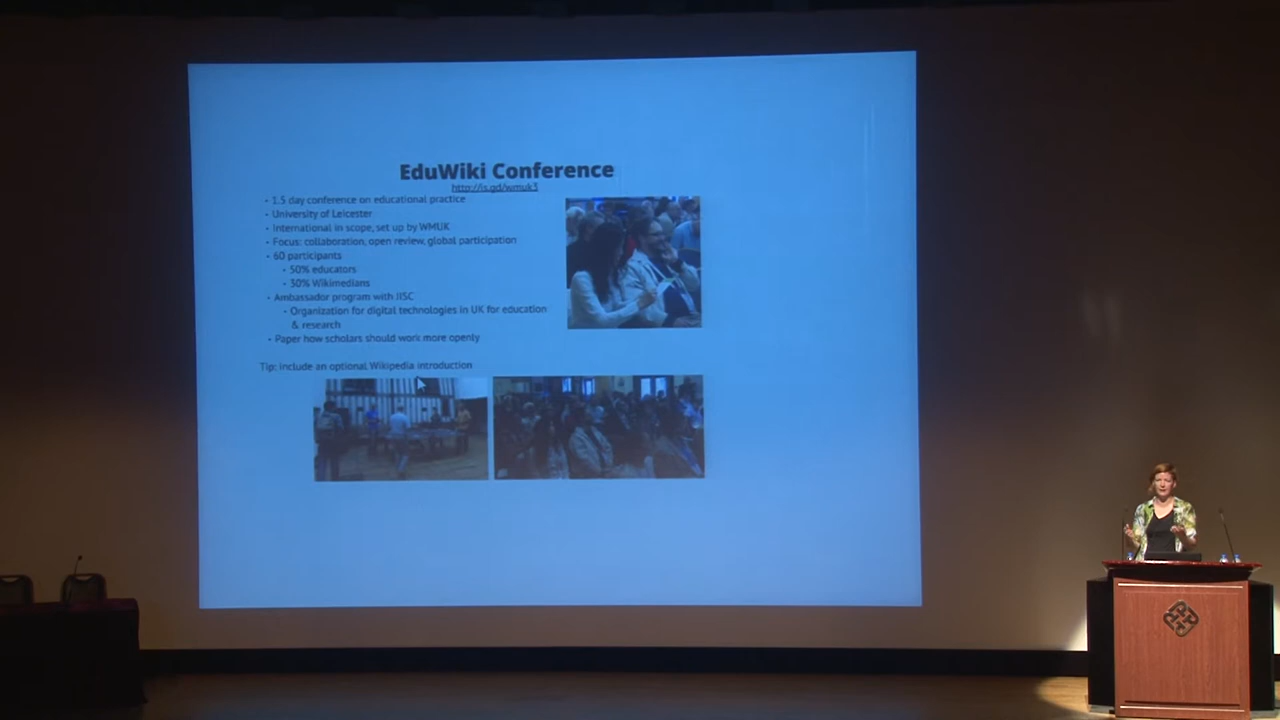 EduWiki Conference
http://is.gd/wmuk3
• 1.5 day conference on educational practice
• University of Leicester
• International in scope, set up by WMUK
• Focus: collaboration, open review, global participation
• 60 participants
• 50% educators
• 30% Wikimedians
• Ambassador program with JISC
• Organization for digital technologies in UK for education
& research
• Paper how scholars should work more openly
Tip: Include an optional Wikipedia introduction